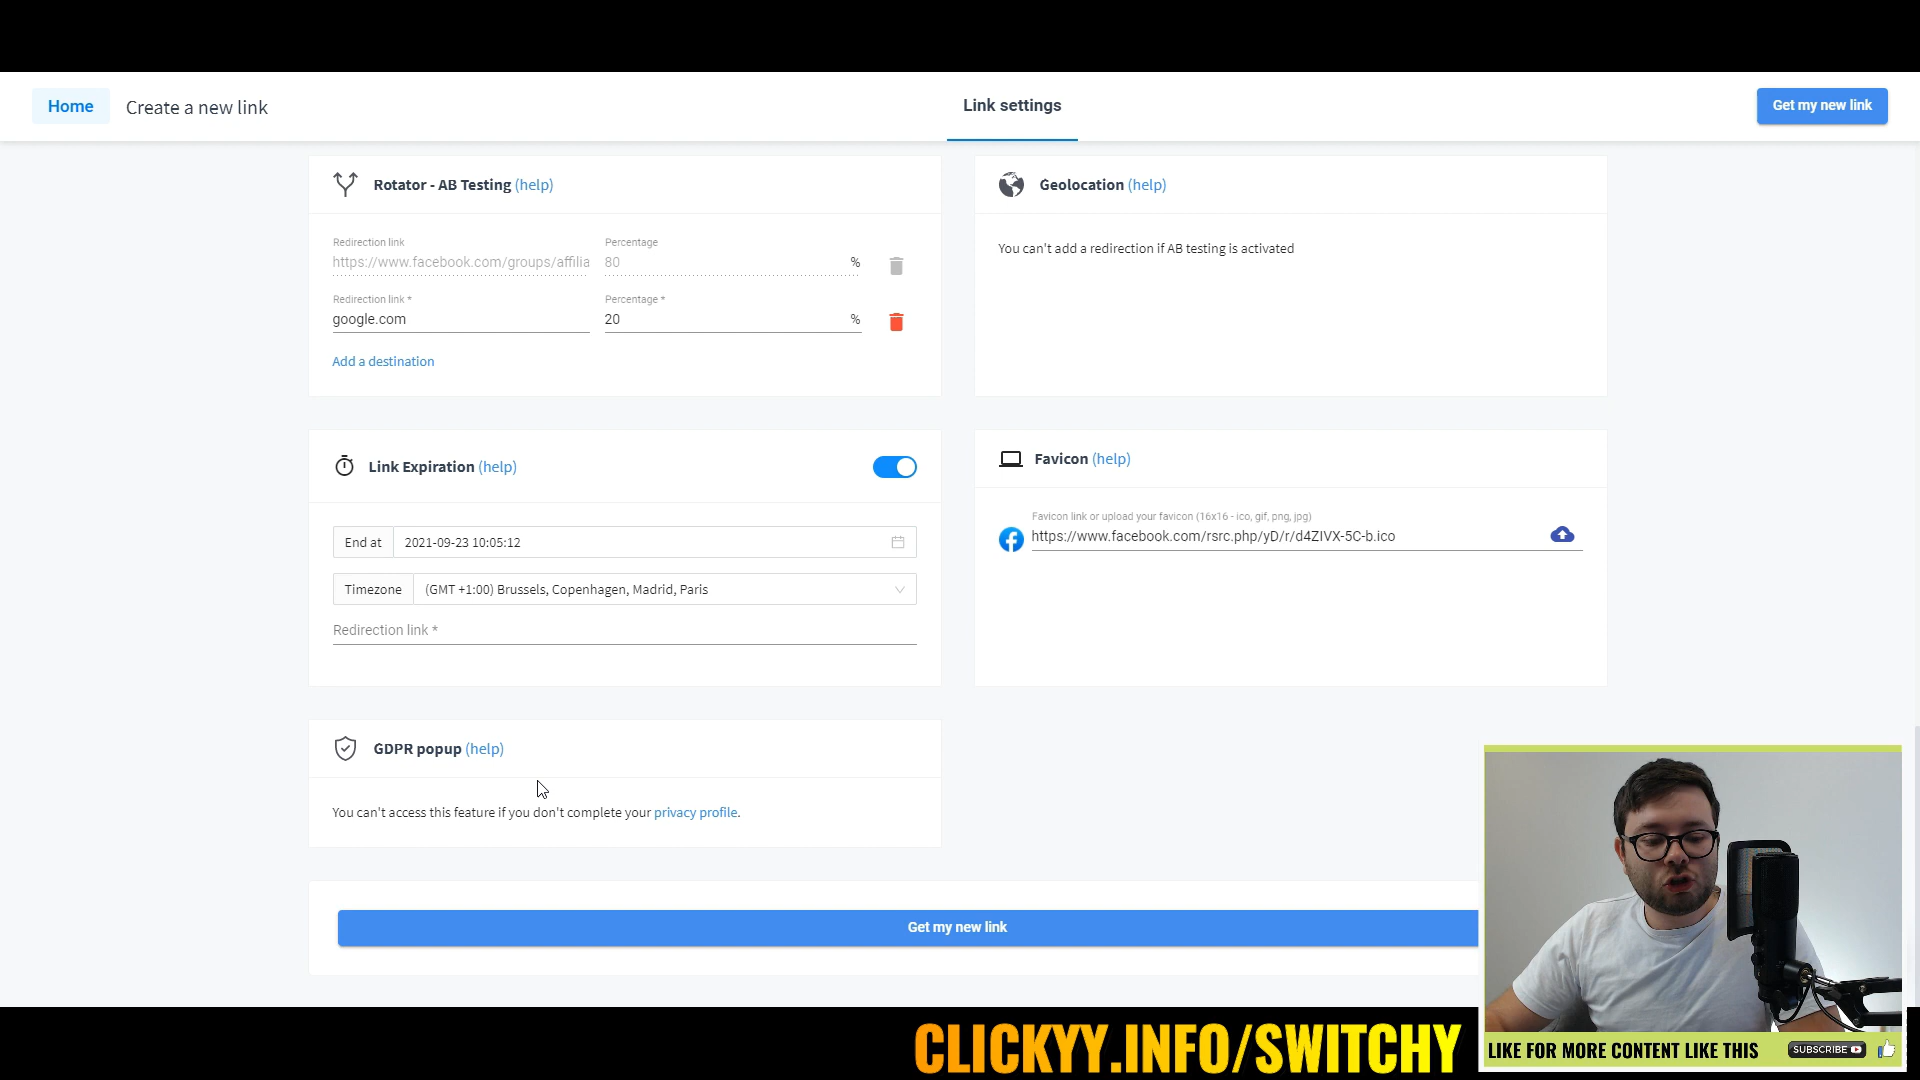 Home
Create a new link
Link settings
Get my new link
Rotator - AB Testing (help)
Redirection link
Percentage
https://www.facebook.com/groups/affilia
80
%
Redirection link *
Percentage *
google.com
20
%
Add a destination
Geolocation (help)
You can't add a redirection if AB testing is activated
Link Expiration (help)
End at
2021-09-23 10:05:12
Timezone
(GMT +1:00) Brussels, Copenhagen, Madrid, Paris
Redirection link *
Favicon (help)
Favicon link or upload your favicon (16x16 - ico, gif, png, jpg)
https://www.facebook.com/rsrc.php/yD/r/d4ZIVX-5C-b.ico
GDPR popup (help)
You can't access this feature if you don't complete your privacy profile.
Get my new link
CLICKYY.INFO/SWITCHY
LIKE FOR MORE CONTENT LIKE THIS
SUBSCRIBE